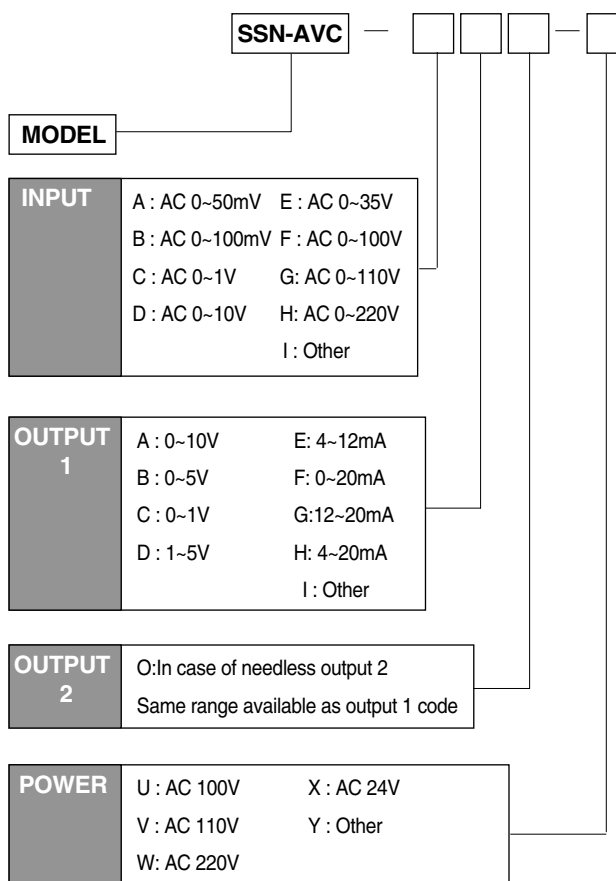 SSN-AVC — —
MODEL
INPUT
A : AC 0~50mV E : AC 0~35V
B : AC 0~100mV F : AC 0~100V
C : AC 0~1V G: AC 0~110V
D : AC 0~10V H: AC 0~220V
I : Other
OUTPUT
1
A : 0~10V E: 4~12mA
B : 0~5V F: 0~20mA
C : 0~1V G:12~20mA
D : 1~5V H: 4~20mA
I : Other
OUTPUT
2
O:In case of needless output 2
Same range available as output 1 code
POWER
U : AC 100V X : AC 24V
V : AC 110V Y : Other
W: AC 220V